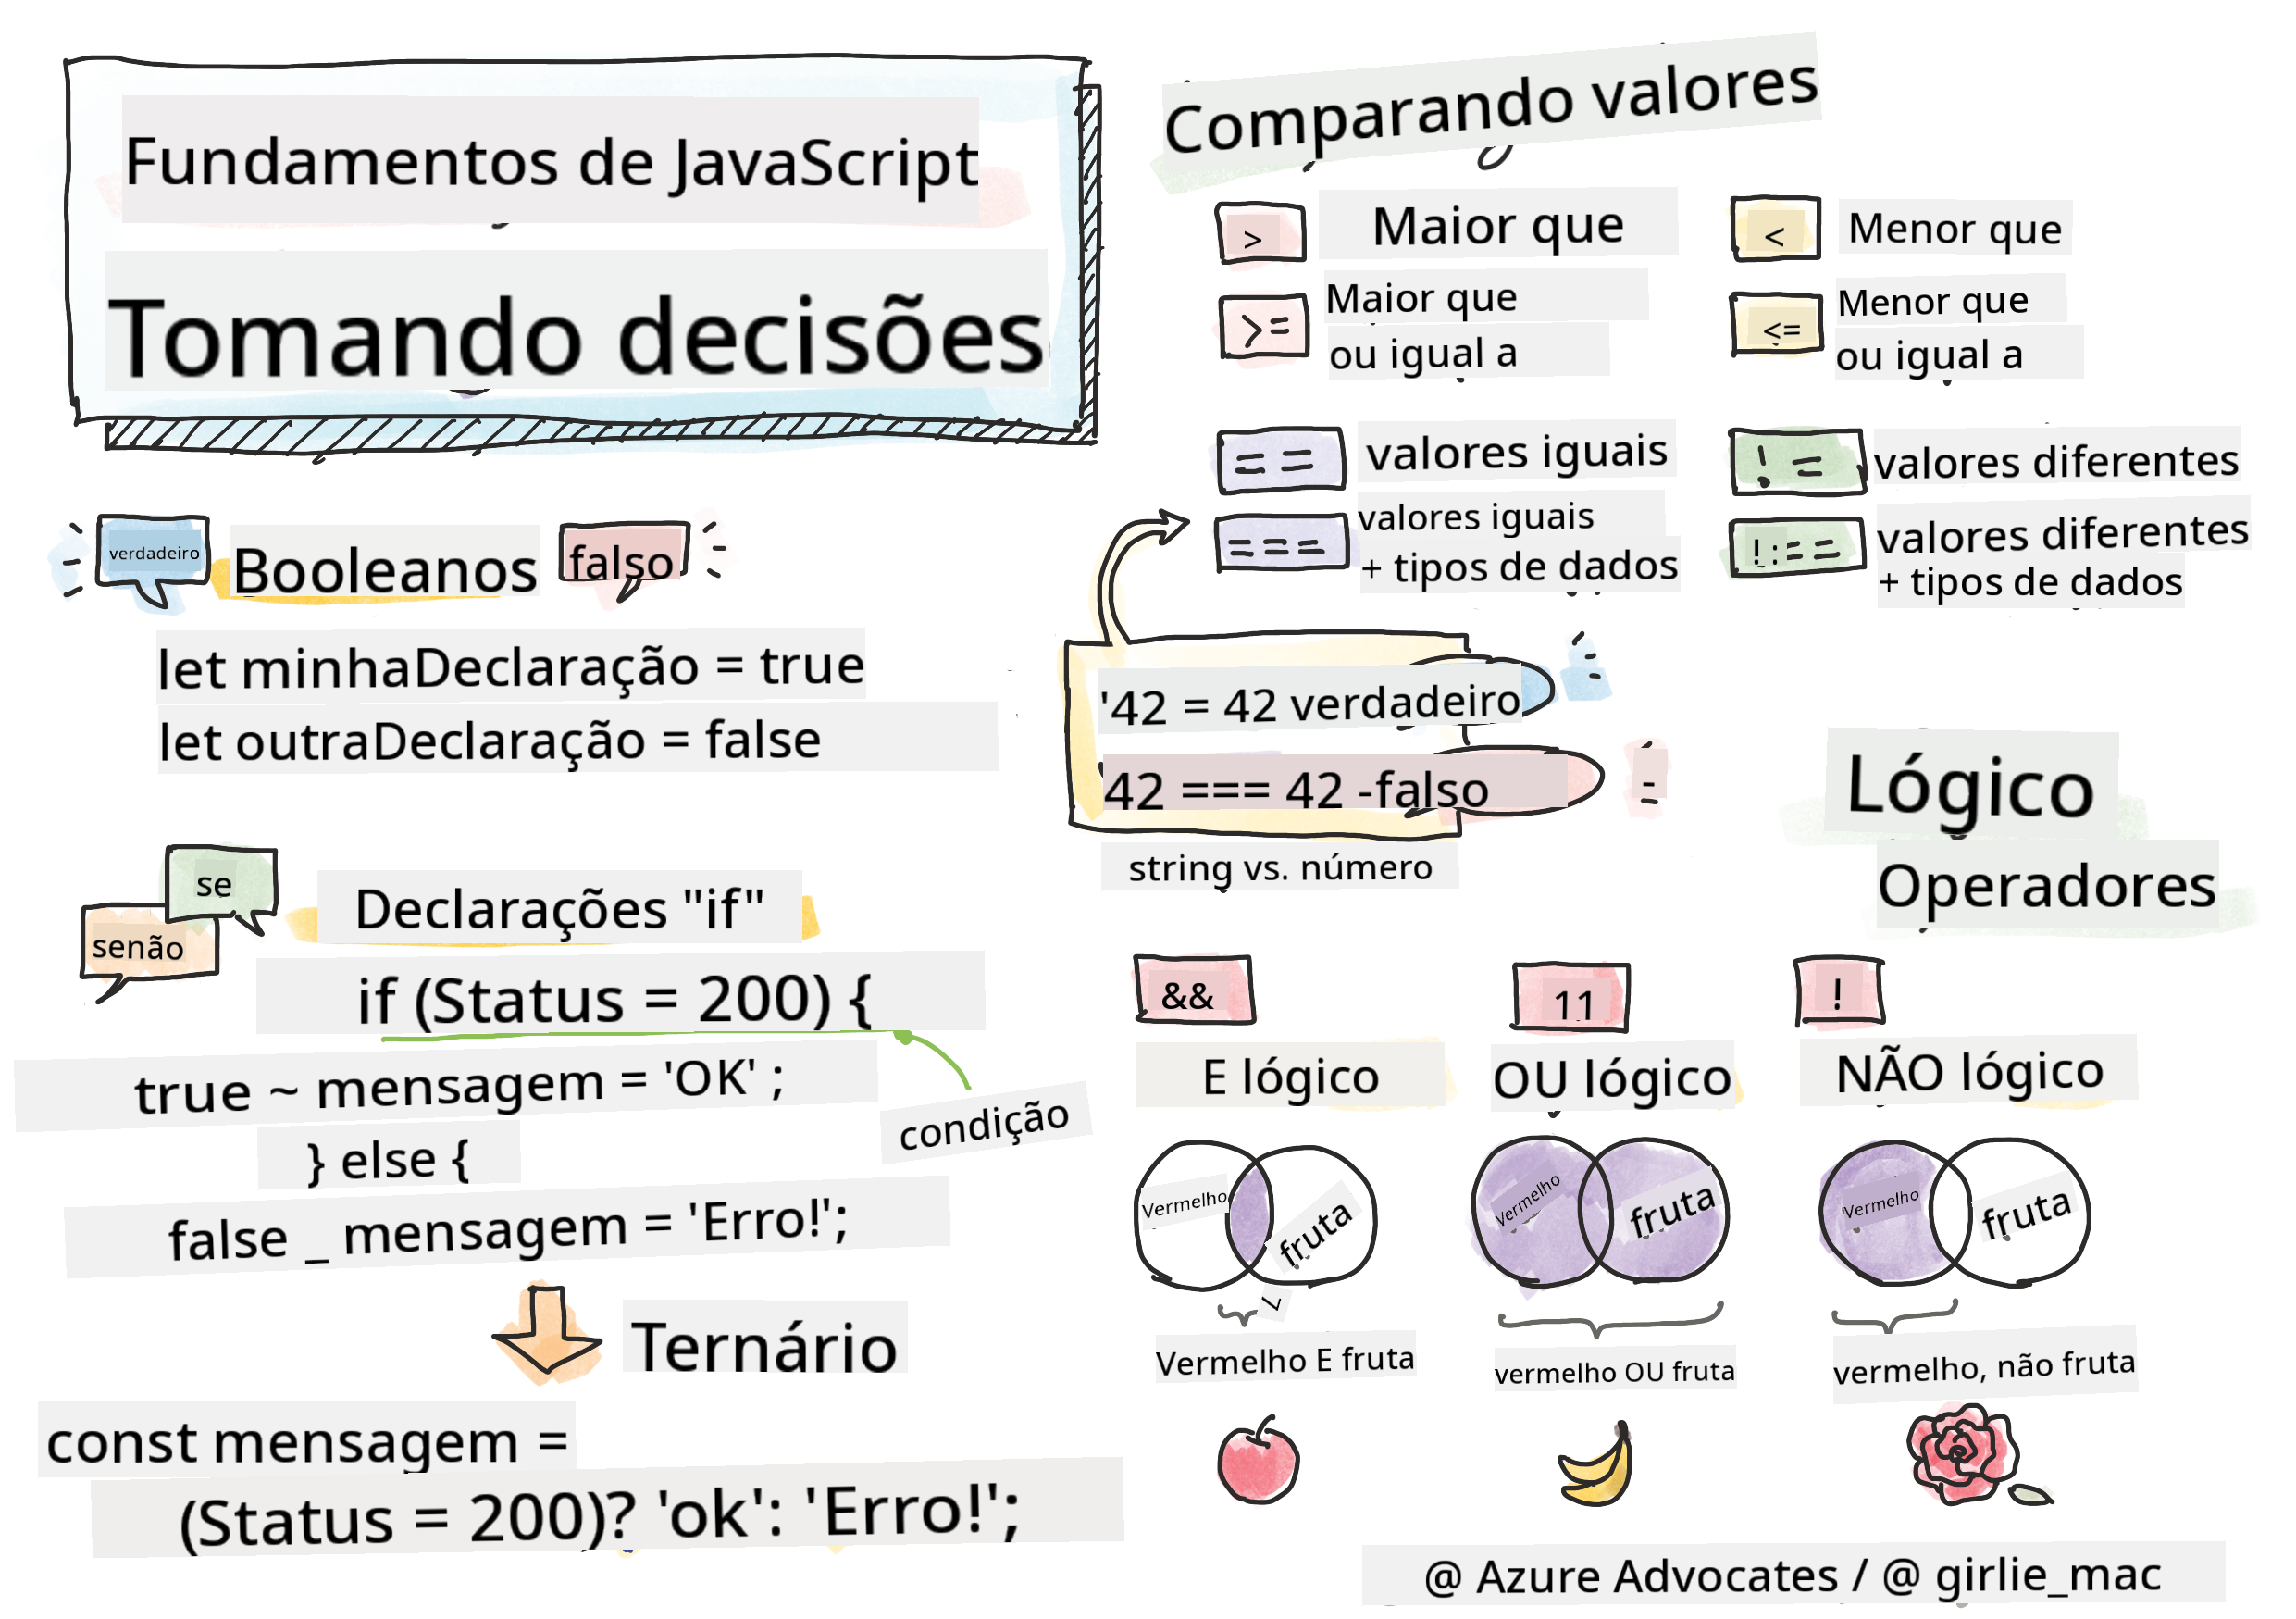 Fundamentos de JavaScript
Tomando decisões
verdadeiro
Booleanos
falso
let minhaDeclaração = true
let outraDeclaração = false
se
senão
Declarações "if"
if (Status = 200) {
condição
true ~ mensagem = 'OK' ;
} else {
false _ mensagem = 'Erro!';
Ternário
const mensagem =
(Status = 200)? 'ok': 'Erro!';
Comparando valores
> Maior que
>= Maior que
ou igual a
< Menor que
<= Menor que
ou igual a
== valores iguais
=== valores iguais
+ tipos de dados
!= valores diferentes
!:== valores diferentes
+ tipos de dados
'42 = 42 verdadeiro
42 === 42 -falso
-
string vs. número
Lógico
Operadores
&&
E lógico
Vermelho
fruta
Vermelho E fruta
11
OU lógico
Vermelho
fruta
vermelho OU fruta
!
NÃO lógico
Vermelho
fruta
vermelho, não fruta
@ Azure Advocates / @ girlie_mac